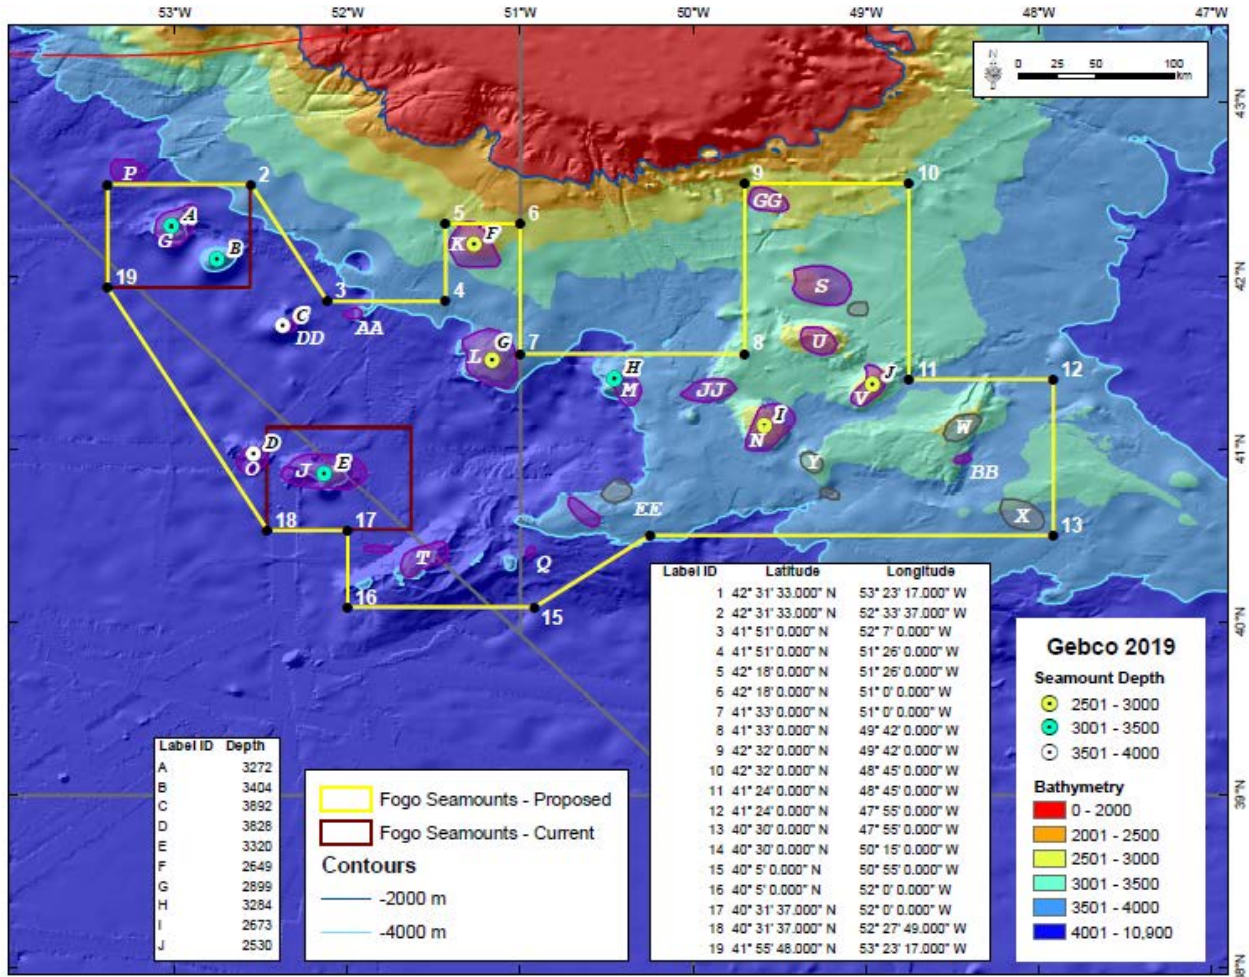 53°W 52°W 51°W 50°W 49°W 48°W 47°W
N
0 25 50 100
km
43°N
P
2
9
10
GG
A
G
5
6
K
F
B
19
42°N
S
3
4
C
DD
AA
U
G
L
7
8
H
M
JJ
J
V
11
12
I
N
W
41°N
D
O
J
E
Y
BB
EE
X
18
17
13
T
Q
16
15
40°N
Label ID Latitude Longitude
1 42° 31' 33.000" N 53° 23' 17.000" W
2 42° 31' 33.000" N 52° 33' 37.000" W
3 41° 51' 0.000" N 52° 7' 0.000" W
4 41° 51' 0.000" N 51° 26' 0.000" W
5 42° 18' 0.000" N 51° 26' 0.000" W
6 42° 18' 0.000" N 51° 0' 0.000" W
7 41° 33' 0.000" N 51° 0' 0.000" W
8 41° 33' 0.000" N 49° 42' 0.000" W
9 42° 32' 0.000" N 49° 42' 0.000" W
10 42° 32' 0.000" N 48° 45' 0.000" W
11 41° 24' 0.000" N 48° 45' 0.000" W
12 41° 24' 0.000" N 47° 55' 0.000" W
13 40° 30' 0.000" N 47° 55' 0.000" W
14 40° 30' 0.000" N 50° 15' 0.000" W
15 40° 5' 0.000" N 50° 55' 0.000" W
16 40° 5' 0.000" N 52° 0' 0.000" W
17 40° 31' 37.000" N 52° 0' 0.000" W
18 40° 31' 37.000" N 52° 27' 49.000" W
19 41° 55' 48.000" N 53° 23' 17.000" W
Label ID Depth
A 3272
B 3404
C 3892
D 3828
E 3320
F 2649
G 2899
H 3284
I 2673
J 2530
Fogo Seamounts - Proposed
Fogo Seamounts - Current
Contours
-2000 m
-4000 m
Gebco 2019
Seamount Depth
2501 - 3000
3001 - 3500
3501 - 4000
Bathymetry
0 - 2000
2001 - 2500
2501 - 3000
3001 - 3500
3501 - 4000
4001 - 10,900
39°N